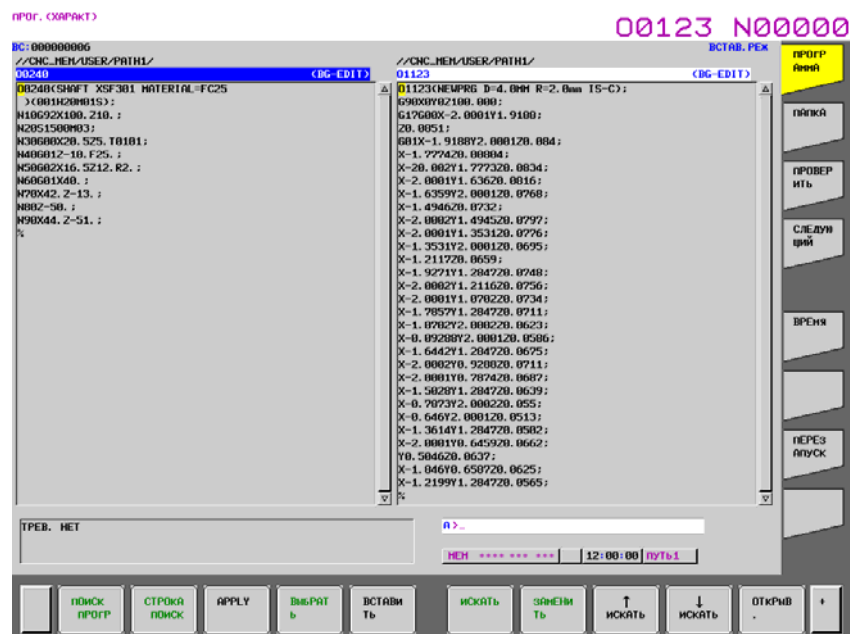 ПРОГ.(ХАРАКТ)
O0123 N00000
ВС:000000006
ВСТАВ.РЕЖ
//CNC_MEM/USER/PATH1/
O0240 (BG-EDIT)
O0240(SHAFT XSF301 MATERIAL=FC25
)(001H20M01S);
N10G92X100.Z10.;
N20S1500M03;
N30G00X20.5Z5.T0101;
N40G01Z-10.F25.;
N50G02X16.5Z12.R2.;
N60G01X40.;
N70X42.Z-13.;
N80Z-50.;
N90X44.Z-51.;
%
//CNC_MEM/USER/PATH1/
O1123 (BG-EDIT)
O1123(NEWPRG D=4.0MM R=2.0mm IS-C);
G90X0Y0Z100.000;
G17G00X-2.0001Y1.9188;
Z0.0851;
G01X-1.9188Y2.0001Z0.084;
X-1.7774Z0.08084;
X-20.002Y1.7773Z0.0834;
X-2.0001Y1.636Z0.0816;
X-1.6359Y2.0001Z0.0768;
X-1.4946Z0.0732;
X-2.0002Y1.4945Z0.0797;
X-2.0001Y1.3531Z0.0776;
X-1.3531Y2.0001Z0.0695;
X-1.2117Z0.0659;
X-1.9271Y1.2847Z0.0748;
X-2.0002Y1.2116Z0.0756;
X-2.0001Y1.0702Z0.0734;
X-1.7857Y1.2847Z0.0711;
X-1.0702Y2.0002Z0.0623;
X-0.09288Y2.0001Z0.0586;
X-1.6442Y1.2847Z0.0675;
X-2.0002Y0.9288Z0.0711;
X-2.0001Y0.7874Z0.0687;
X-1.5028Y1.2847Z0.0639;
X-0.7873Y2.0002Z0.055;
X-0.646Y2.0001Z0.0513;
X-1.3614Y1.2847Z0.0582;
X-2.0001Y0.6459Z0.0662;
Y0.5046Z0.0637;
X-1.846Y0.6587Z0.0625;
X-1.2199Y1.2847Z0.0565;
%
ПРОГР
АММА
ПАПКА
ПРОВЕР
ИТЬ
СЛЕДУЮ
ЩИЙ
ВРЕМЯ
ПЕРЕЗ
АПУСК
ТРЕВ. НЕТ
A>_
MEM **** *** *** 12:00:00 ПУТЬ1
ПОИСК
ПРОГР
СТРОКА
ПОИСК
APPLY
ВЫБРАТ
Ь
ВСТАВИ
ТЬ
ИСКАТЬ
ЗАМЕНИ
ТЬ
↑
ИСКАТЬ
↓
ИСКАТЬ
ОТКРЫВ
.
+